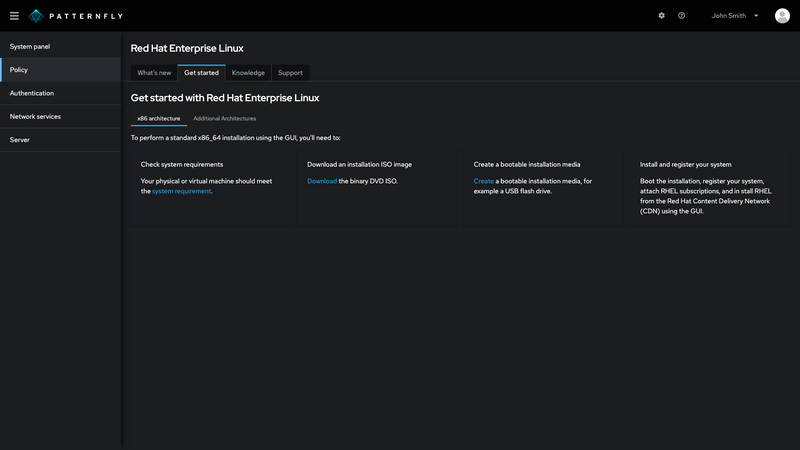 PATTERNFLY
John Smith
System panel
Policy
Authentication
Network services
Server
Red Hat Enterprise Linux
What's new
Get started
Knowledge
Support
Get started with Red Hat Enterprise Linux
x86 architecture
Additional Architectures
To perform a standard x86_64 installation using the GUI, you'll need to:
Check system requirements
Your physical or virtual machine should meet
the system requirement.
Download an installation ISO image
Download the binary DVD ISO.
Create a bootable installation media
Create a bootable installation media, for
example a USB flash drive.
Install and register your system
Boot the installation, register your system,
attach RHEL subscriptions, and in stall RHEL
from the Red Hat Content Delivery Network
(CDN) using the GUI.